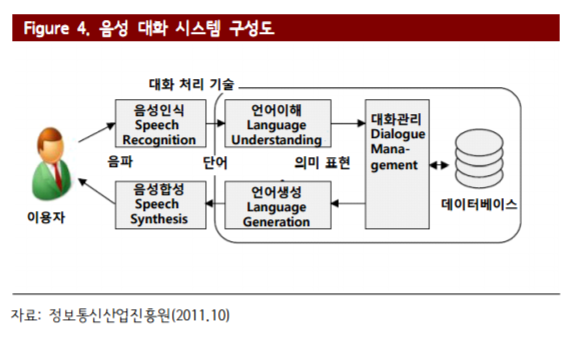 Figure 4. 음성 대화 시스템 구성도
대화 처리 기술
음성인식
Speech
Recognition
언어이해
Language
Understanding
대화관리
Dialogue
Mana-
gement
음파
단어
의미 표현
음성합성
Speech
Synthesis
언어생성
Language
Generation
이용자
데이터베이스
자료: 정보통신산업진흥원(2011.10)